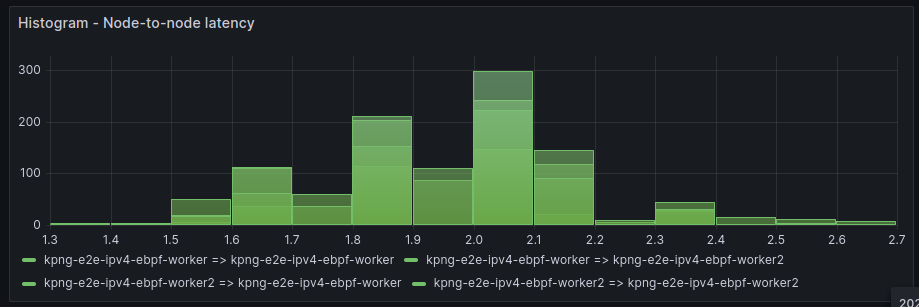 Histogram - Node-to-node latency
300
200
100
0
1.3 1.4 1.5 1.6 1.7 1.8 1.9 2.0 2.1 2.2 2.3 2.4 2.5 2.6 2.7
kpng-e2e-ipv4-ebpf-worker => kpng-e2e-ipv4-ebpf-worker kpng-e2e-ipv4-ebpf-worker => kpng-e2e-ipv4-ebpf-worker2
kpng-e2e-ipv4-ebpf-worker2 => kpng-e2e-ipv4-ebpf-worker kpng-e2e-ipv4-ebpf-worker2 => kpng-e2e-ipv4-ebpf-worker2